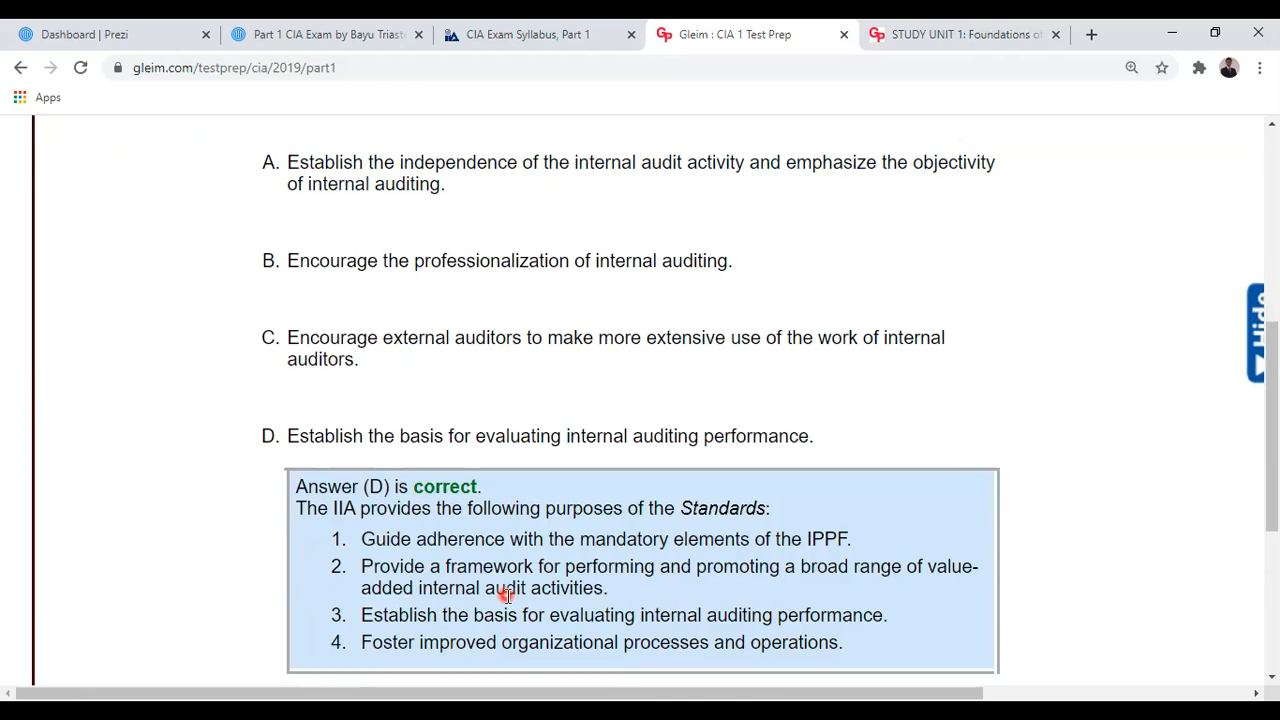 Dashboard | Prezi
Part 1 CIA Exam by Bayu Triast
CIA Exam Syllabus, Part 1
Gleim : CIA 1 Test Prep
STUDY UNIT 1: Foundations of
gleim.com/testprep/cia/2019/part1
Apps
A. Establish the independence of the internal audit activity and emphasize the objectivity
of internal auditing.
B. Encourage the professionalization of internal auditing.
C. Encourage external auditors to make more extensive use of the work of internal
auditors.
Hide
D. Establish the basis for evaluating internal auditing performance.
Answer (D) is correct.
The IIA provides the following purposes of the Standards:
1. Guide adherence with the mandatory elements of the IPPF.
2. Provide a framework for performing and promoting a broad range of value-
added internal audit activities.
3. Establish the basis for evaluating internal auditing performance.
4. Foster improved organizational processes and operations.